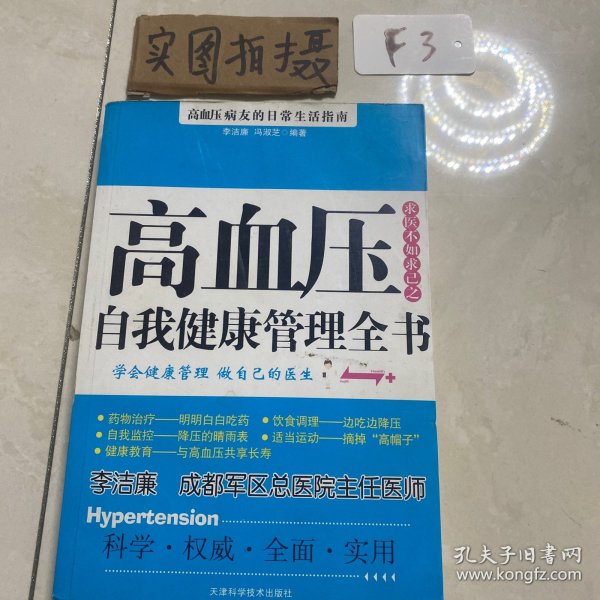 实图拍摄
F3
高血压病友的日常生活指南
李洁廉 冯淑芝◎编著
高血压
求医不如求己之
自我健康管理全书
学会健康管理 做自己的医生
●药物治疗——明明白白吃药 ●饮食调理——边吃边降压
●自我监控——降压的晴雨表 ●适当运动——摘掉“高帽子”
●健康教育——与高血压共享长寿
李洁廉 成都军区总医院主任医师
Hypertension
科学·权威·全面·实用
天津科学技术出版社
孔夫子旧书网
www.kongfz.com